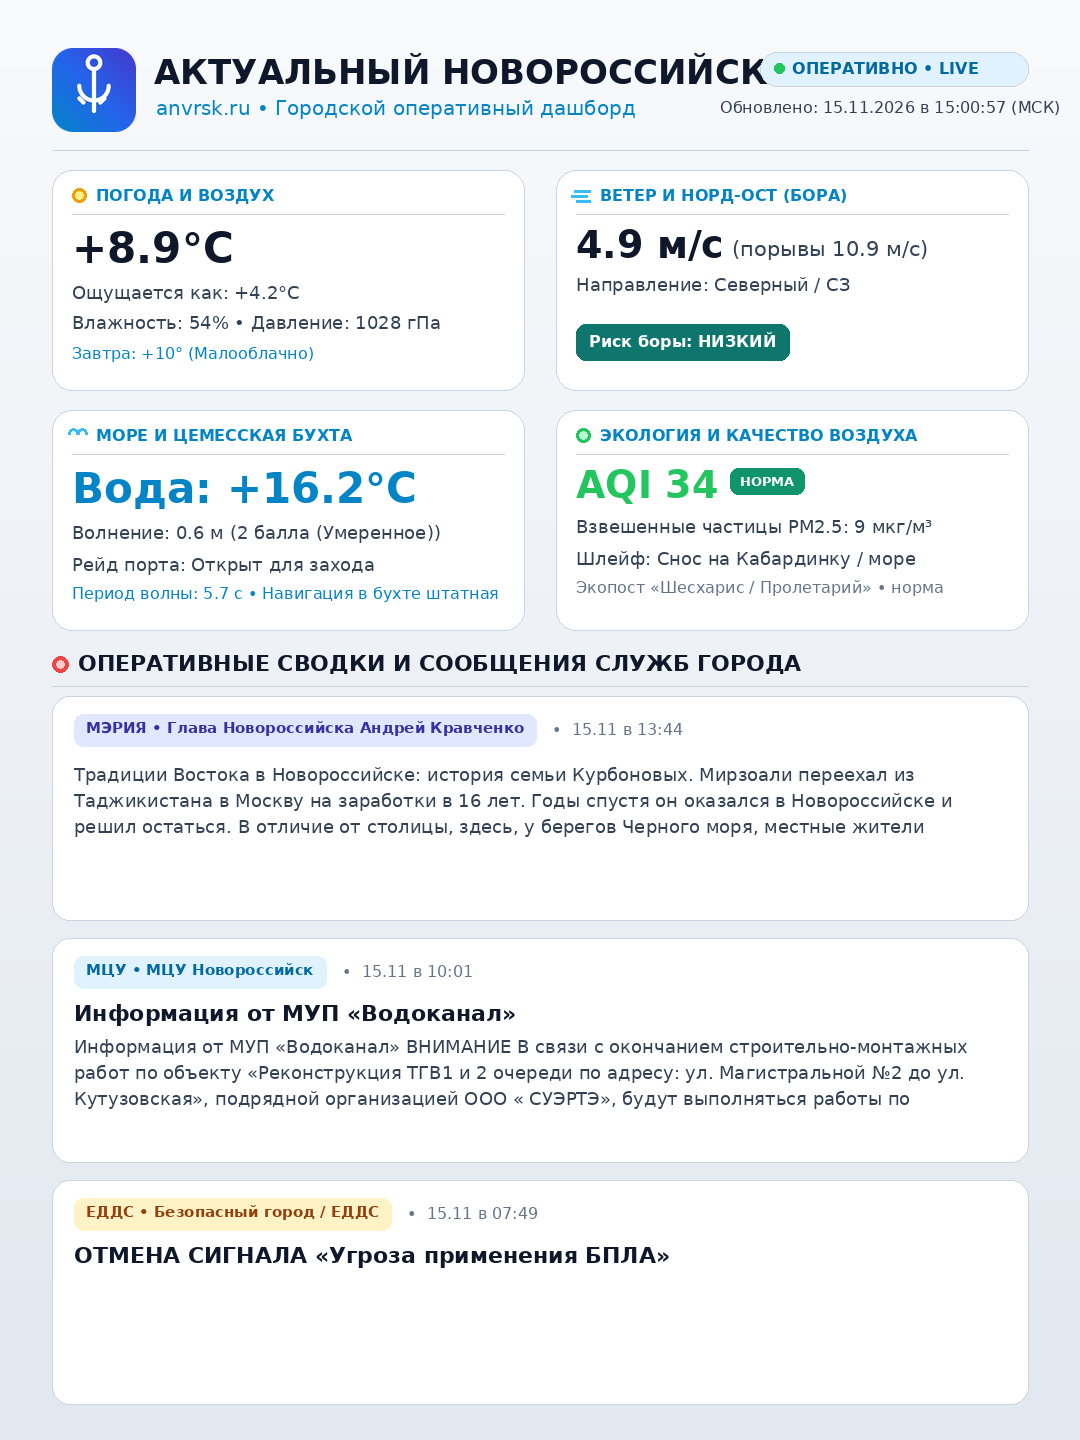 АКТУАЛЬНЫЙ НОВОРОССИЙСК
ОПЕРАТИВНО • LIVE
anvrsk.ru • Городской оперативный дашборд
Обновлено: 15.11.2026 в 15:00:57 (МСК)
ПОГОДА И ВОЗДУХ
+8.9°C
Ощущается как: +4.2°C
Влажность: 54% • Давление: 1028 гПа
Завтра: +10° (Малооблачно)
ВЕТЕР И НОРД-ОСТ (БОРА)
4.9 м/с (порывы 10.9 м/с)
Направление: Северный / СЗ
Риск боры: НИЗКИЙ
МОРЕ И ЦЕМЕССКАЯ БУХТА
Вода: +16.2°C
Волнение: 0.6 м (2 балла (Умеренное))
Рейд порта: Открыт для захода
Период волны: 5.7 с • Навигация в бухте штатная
ЭКОЛОГИЯ И КАЧЕСТВО ВОЗДУХА
AQI 34 НОРМА
Взвешенные частицы PM2.5: 9 мкг/м³
Шлейф: Снос на Кабардинку / море
Экопост «Шесхарис / Пролетарий» • норма
ОПЕРАТИВНЫЕ СВОДКИ И СООБЩЕНИЯ СЛУЖБ ГОРОДА
МЭРИЯ • Глава Новороссийска Андрей Кравченко • 15.11 в 13:44
Традиции Востока в Новороссийске: история семьи Курбоновых. Мирзоали переехал из
Таджикистана в Москву на заработки в 16 лет. Годы спустя он оказался в Новороссийске и
решил остаться. В отличие от столицы, здесь, у берегов Черного моря, местные жители
МЦУ • МЦУ Новороссийск • 15.11 в 10:01
Информация от МУП «Водоканал»
Информация от МУП «Водоканал» ВНИМАНИЕ В связи с окончанием строительно-монтажных
работ по объекту «Реконструкция ТГВ1 и 2 очереди по адресу: ул. Магистральной №2 до ул.
Кутузовская», подрядной организацией ООО « СУЭРТЭ», будут выполняться работы по
ЕДДС • Безопасный город / ЕДДС • 15.11 в 07:49
ОТМЕНА СИГНАЛА «Угроза применения БПЛА»